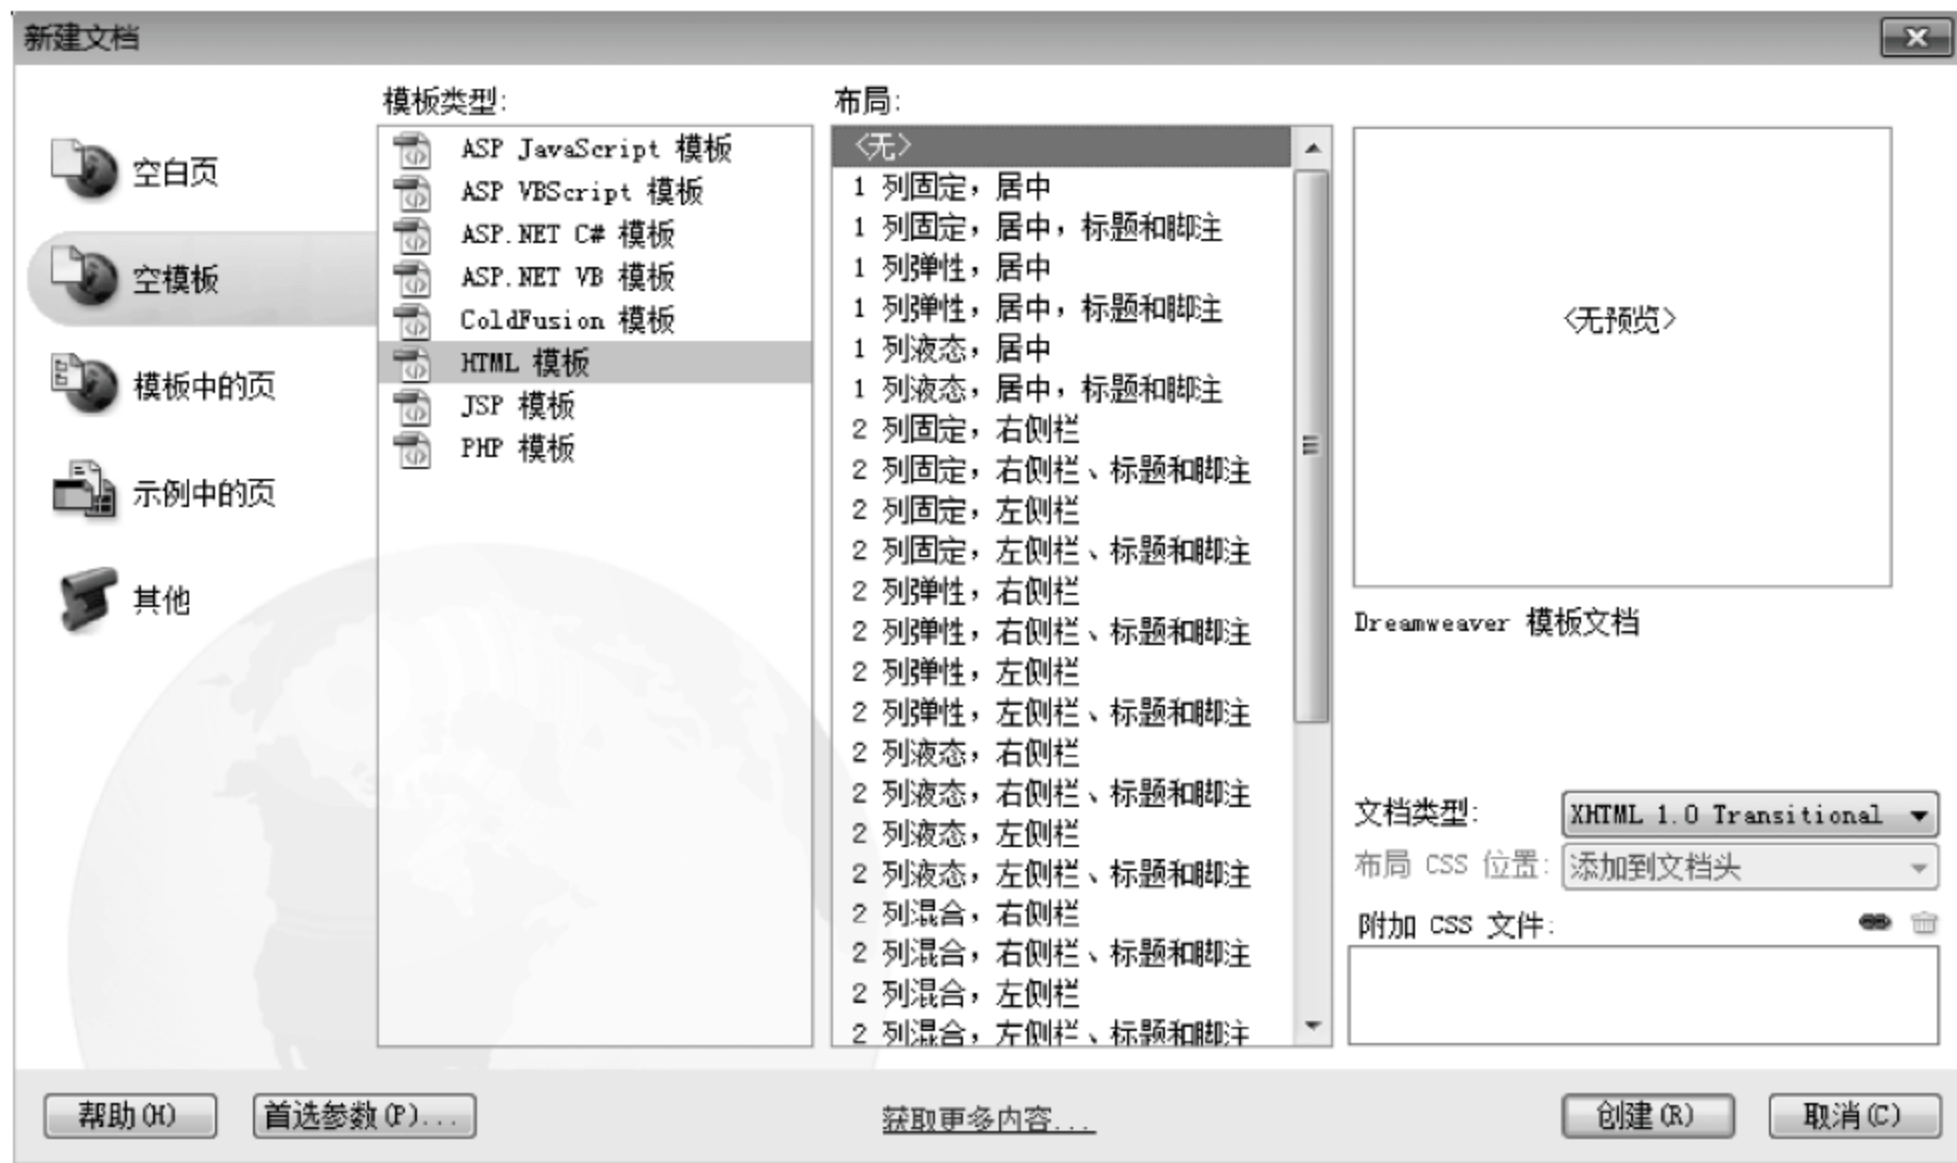 新建文档
空白页
空模板
模板中的页
示例中的页
其他
模板类型:
ASP JavaScript 模板
ASP VBScript 模板
ASP.NET C# 模板
ASP.NET VB 模板
ColdFusion 模板
HTML 模板
JSP 模板
PHP 模板
布局:
<无>
1 列固定，居中
1 列固定，居中，标题和脚注
1 列弹性，居中
1 列弹性，居中，标题和脚注
1 列液态，居中
1 列液态，居中，标题和脚注
2 列固定，右侧栏
2 列固定，右侧栏、标题和脚注
2 列固定，左侧栏
2 列固定，左侧栏、标题和脚注
2 列弹性，右侧栏
2 列弹性，右侧栏、标题和脚注
2 列弹性，左侧栏
2 列弹性，左侧栏、标题和脚注
2 列液态，右侧栏
2 列液态，右侧栏、标题和脚注
2 列液态，左侧栏
2 列液态，左侧栏、标题和脚注
2 列混合，右侧栏
2 列混合，右侧栏、标题和脚注
2 列混合，左侧栏
2 列混合，左侧栏、标题和脚注
<无预览>
Dreamweaver 模板文档
文档类型: XHTML 1.0 Transitional
布局 CSS 位置: 添加到文档头
附加 CSS 文件:
帮助(H) 首选参数(P)... 获取更多内容... 创建(R) 取消(C)